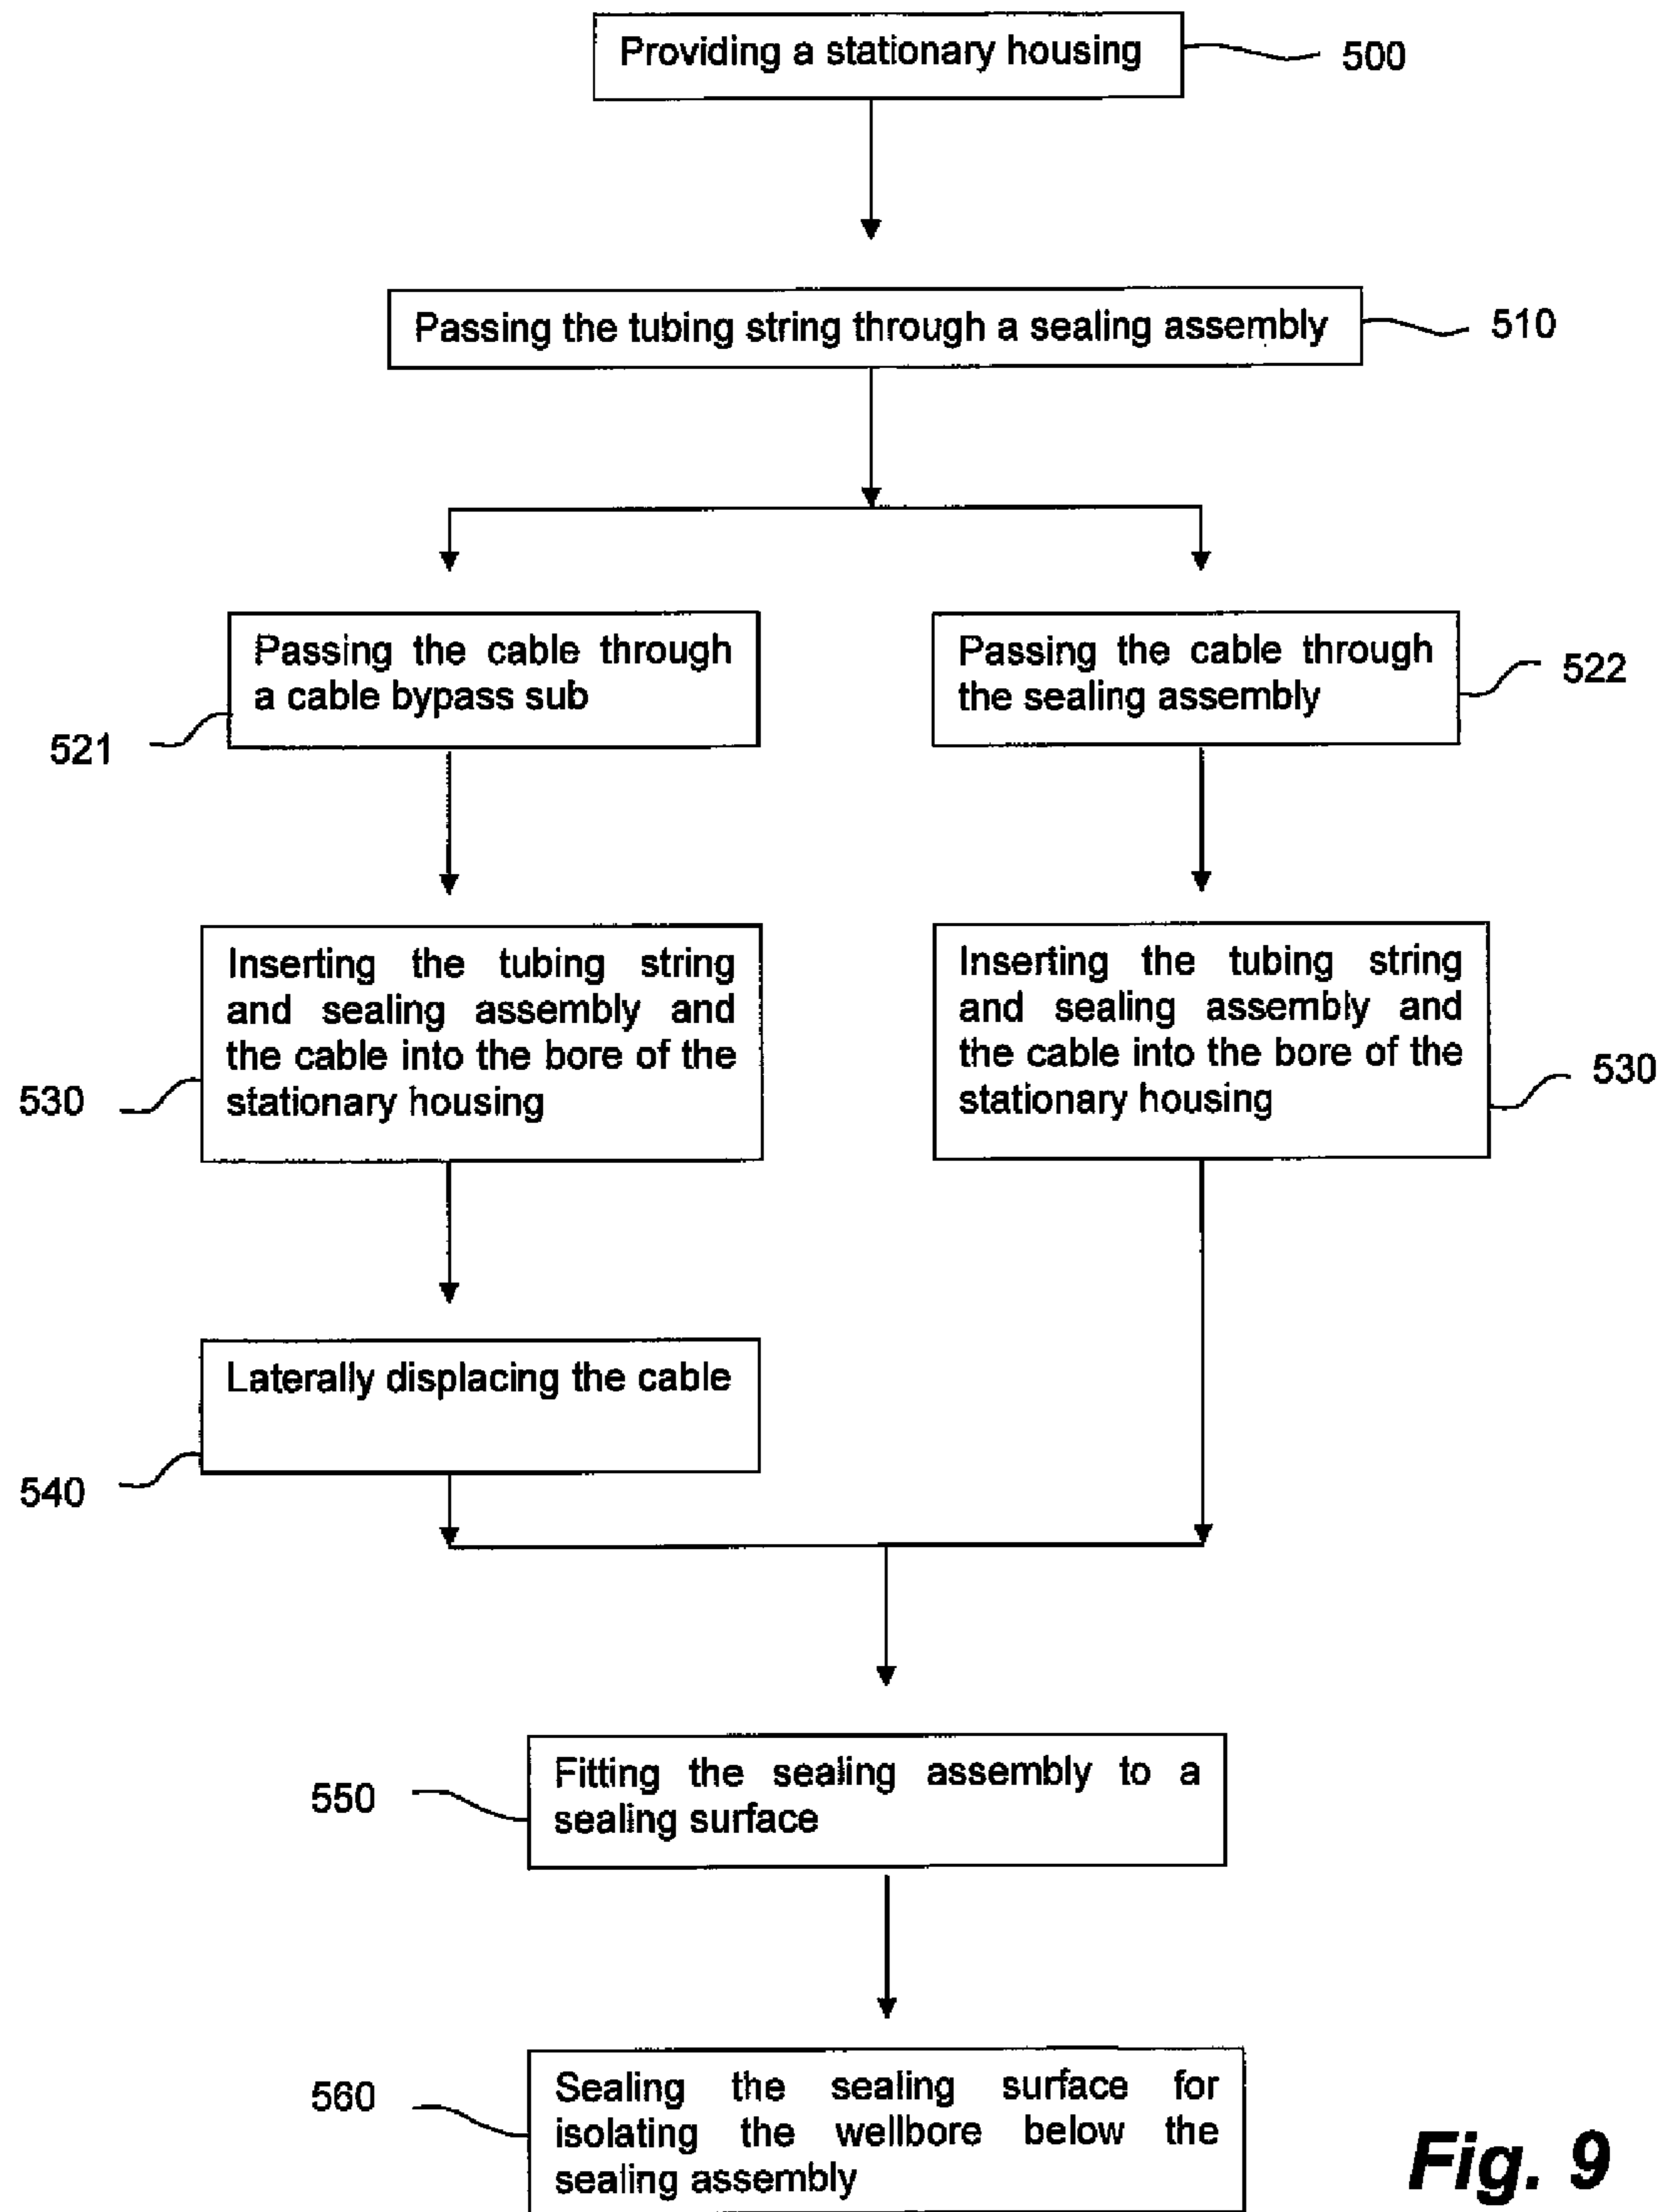 Providing a stationary housing
500
Passing the tubing string through a sealing assembly
510
Passing the cable through
a cable bypass sub
521
Passing the cable through
the sealing assembly
522
Inserting the tubing string
and sealing assembly and
the cable into the bore of the
stationary housing
530
Inserting the tubing string
and sealing assembly and
the cable into the bore of the
stationary housing
530
Laterally displacing the cable
540
Fitting the sealing assembly to a
sealing surface
550
Sealing the sealing surface for
isolating the wellbore below the
sealing assembly
560
Fig. 9